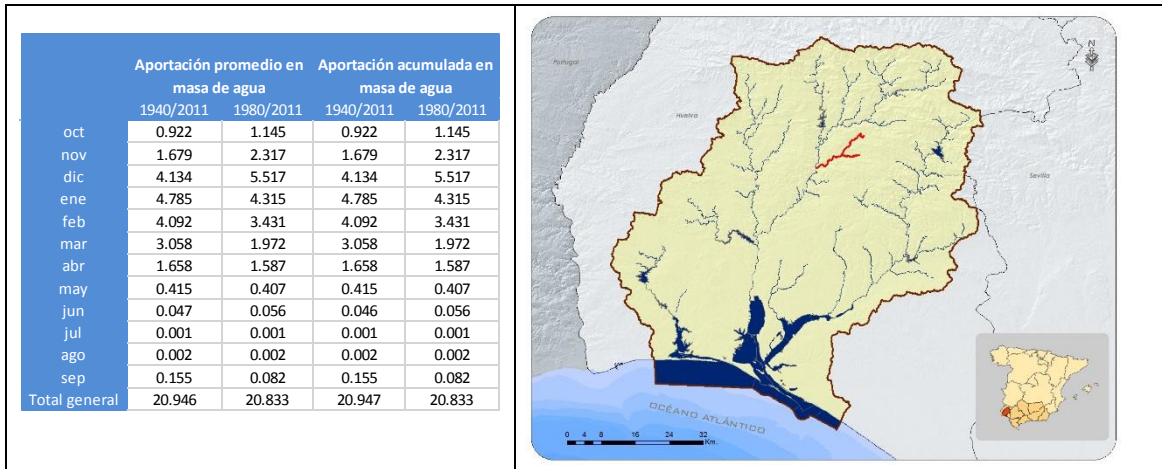 Aportación promedio en masa de agua Aportación acumulada en masa de agua
1940/2011 1980/2011 1940/2011 1980/2011
oct 0.922 1.145 0.922 1.145
nov 1.679 2.317 1.679 2.317
dic 4.134 5.517 4.134 5.517
ene 4.785 4.315 4.785 4.315
feb 4.092 3.431 4.092 3.431
mar 3.058 1.972 3.058 1.972
abr 1.658 1.587 1.658 1.587
may 0.415 0.407 0.415 0.407
jun 0.047 0.056 0.046 0.056
jul 0.001 0.001 0.001 0.001
ago 0.002 0.002 0.002 0.002
sep 0.155 0.082 0.155 0.082
Total general 20.946 20.833 20.947 20.833
N
Portugal
Huelva
Sevilla
OCÉANO ATLÁNTICO
0 4 8 16 24 32
Km.